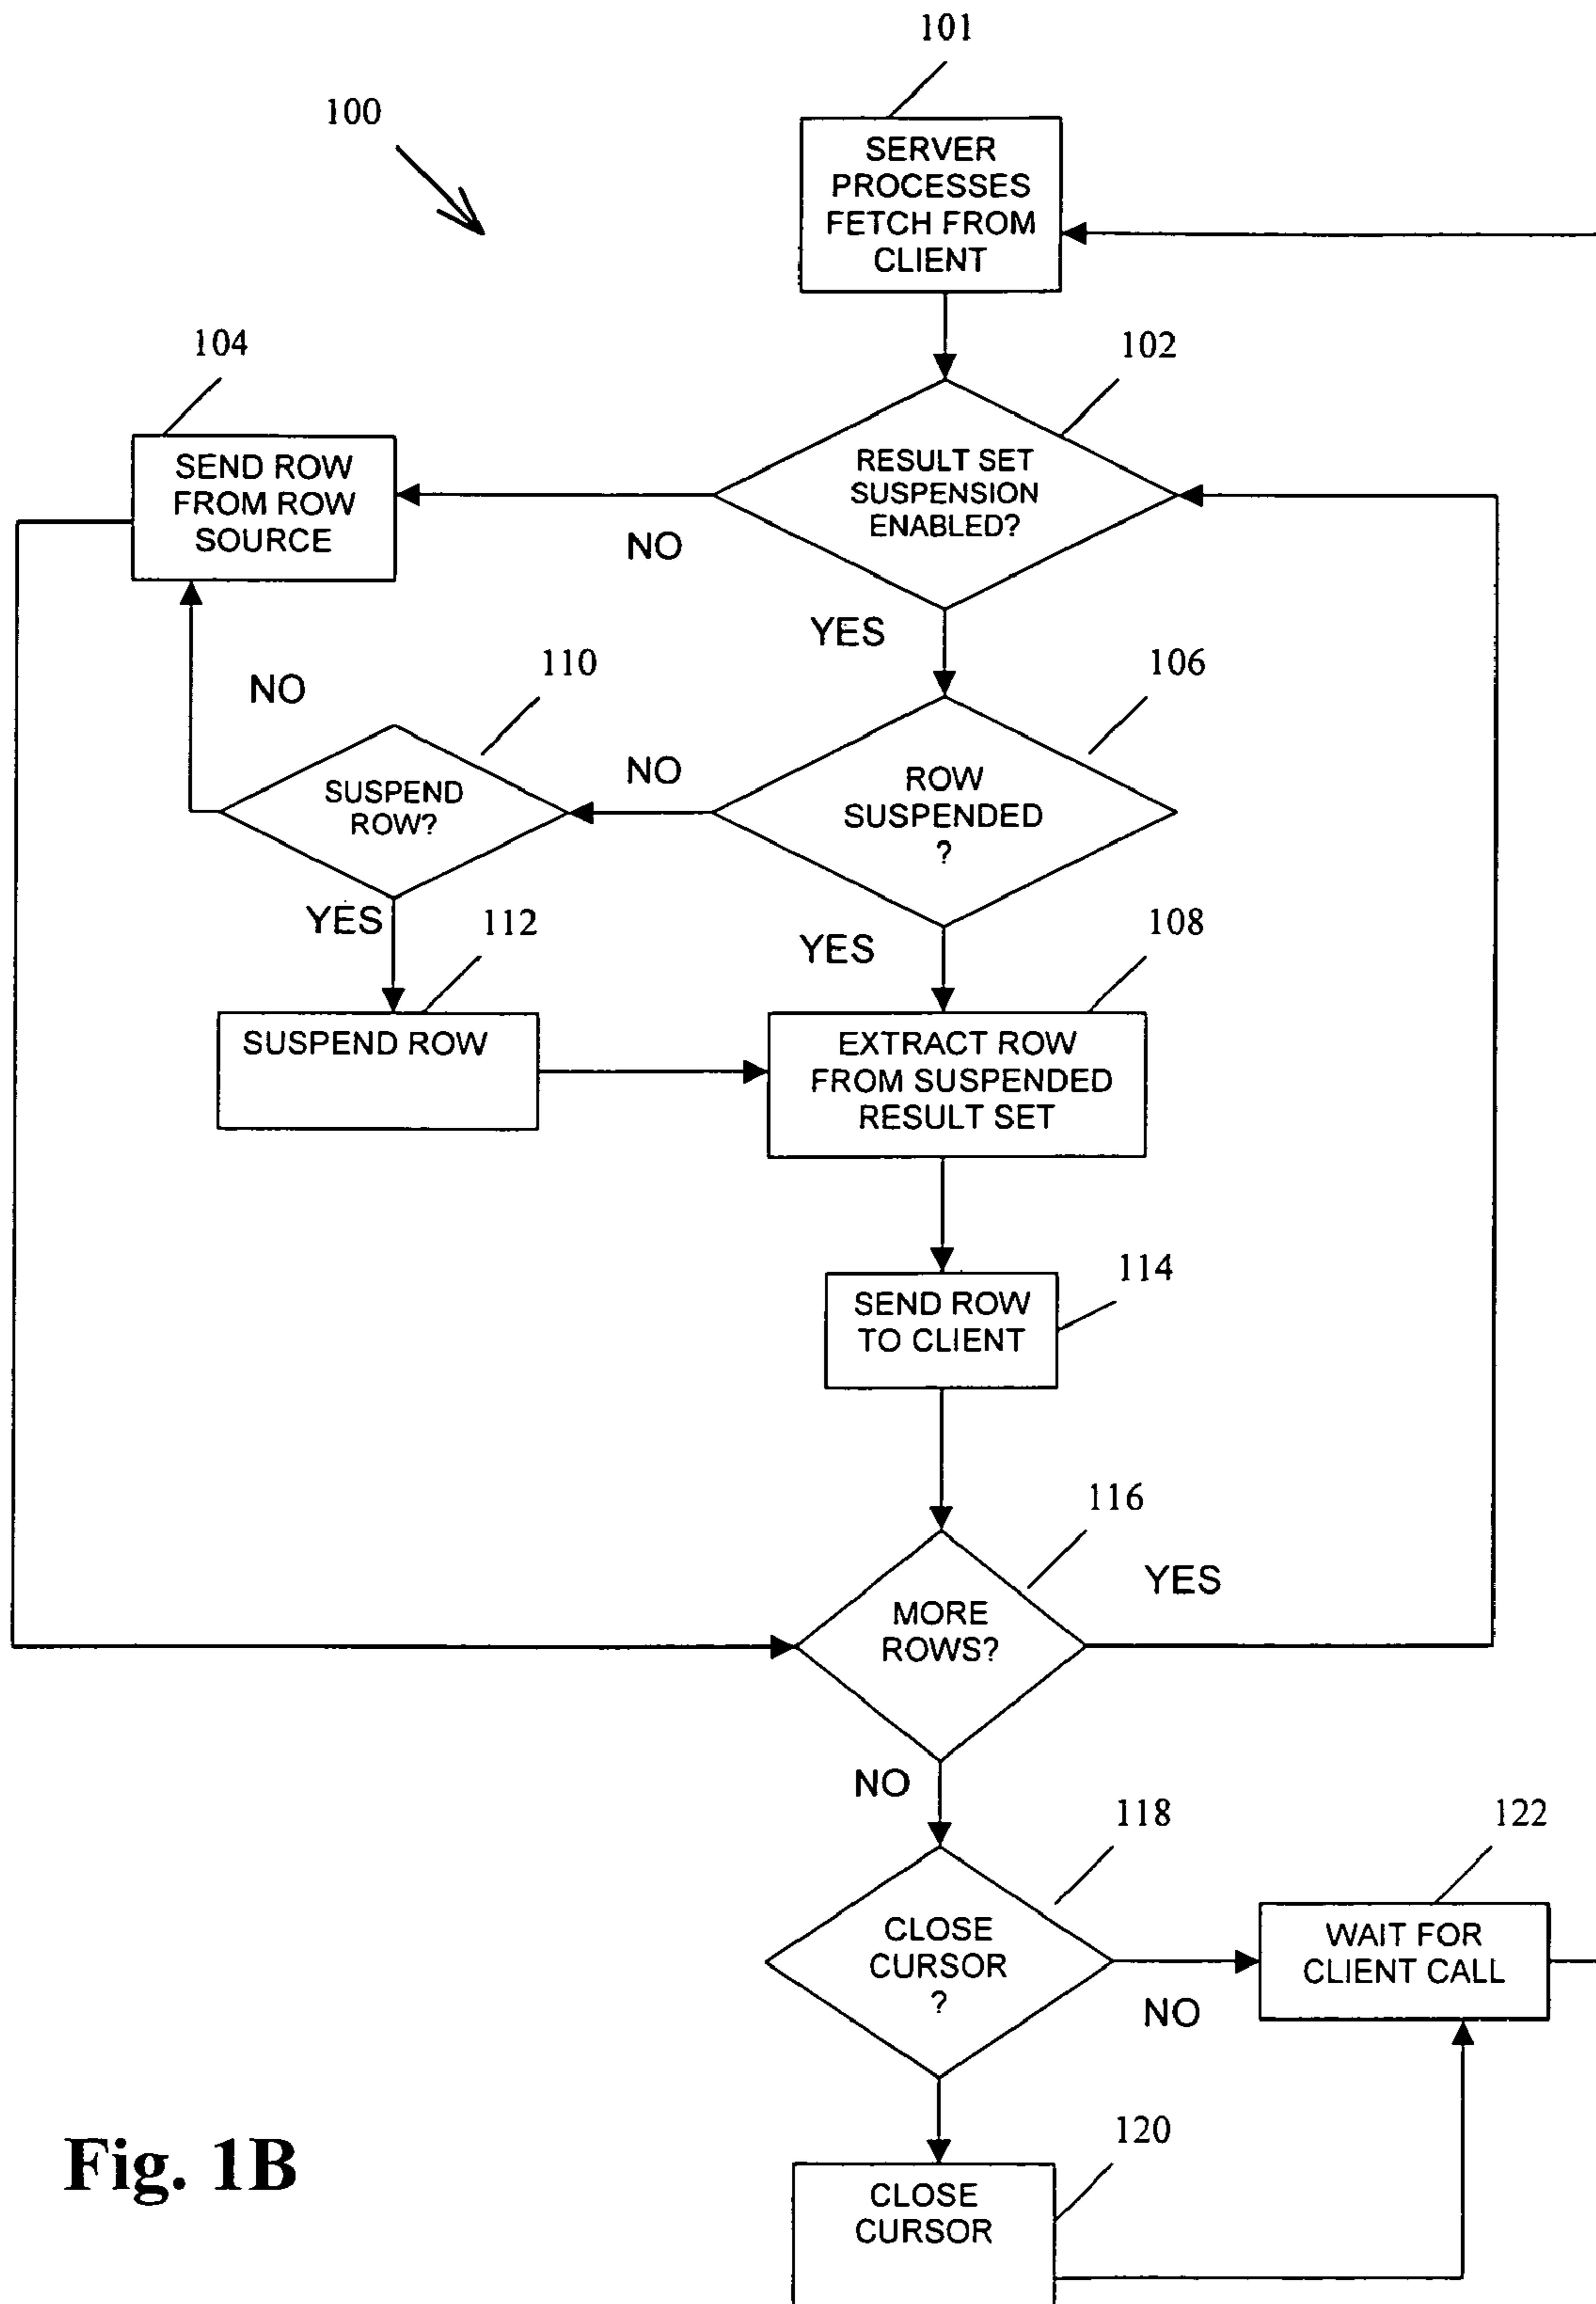 101
100
SERVER
PROCESSES
FETCH FROM
CLIENT
104
102
SEND ROW
FROM ROW
SOURCE
RESULT SET
SUSPENSION
ENABLED?
NO
YES
110
106
NO
NO
SUSPEND
ROW?
ROW
SUSPENDED
?
YES
112
YES
108
SUSPEND ROW
EXTRACT ROW
FROM SUSPENDED
RESULT SET
114
SEND ROW
TO CLIENT
116
YES
MORE
ROWS?
NO
118
122
CLOSE
CURSOR
?
WAIT FOR
CLIENT CALL
NO
120
CLOSE
CURSOR
Fig. 1B